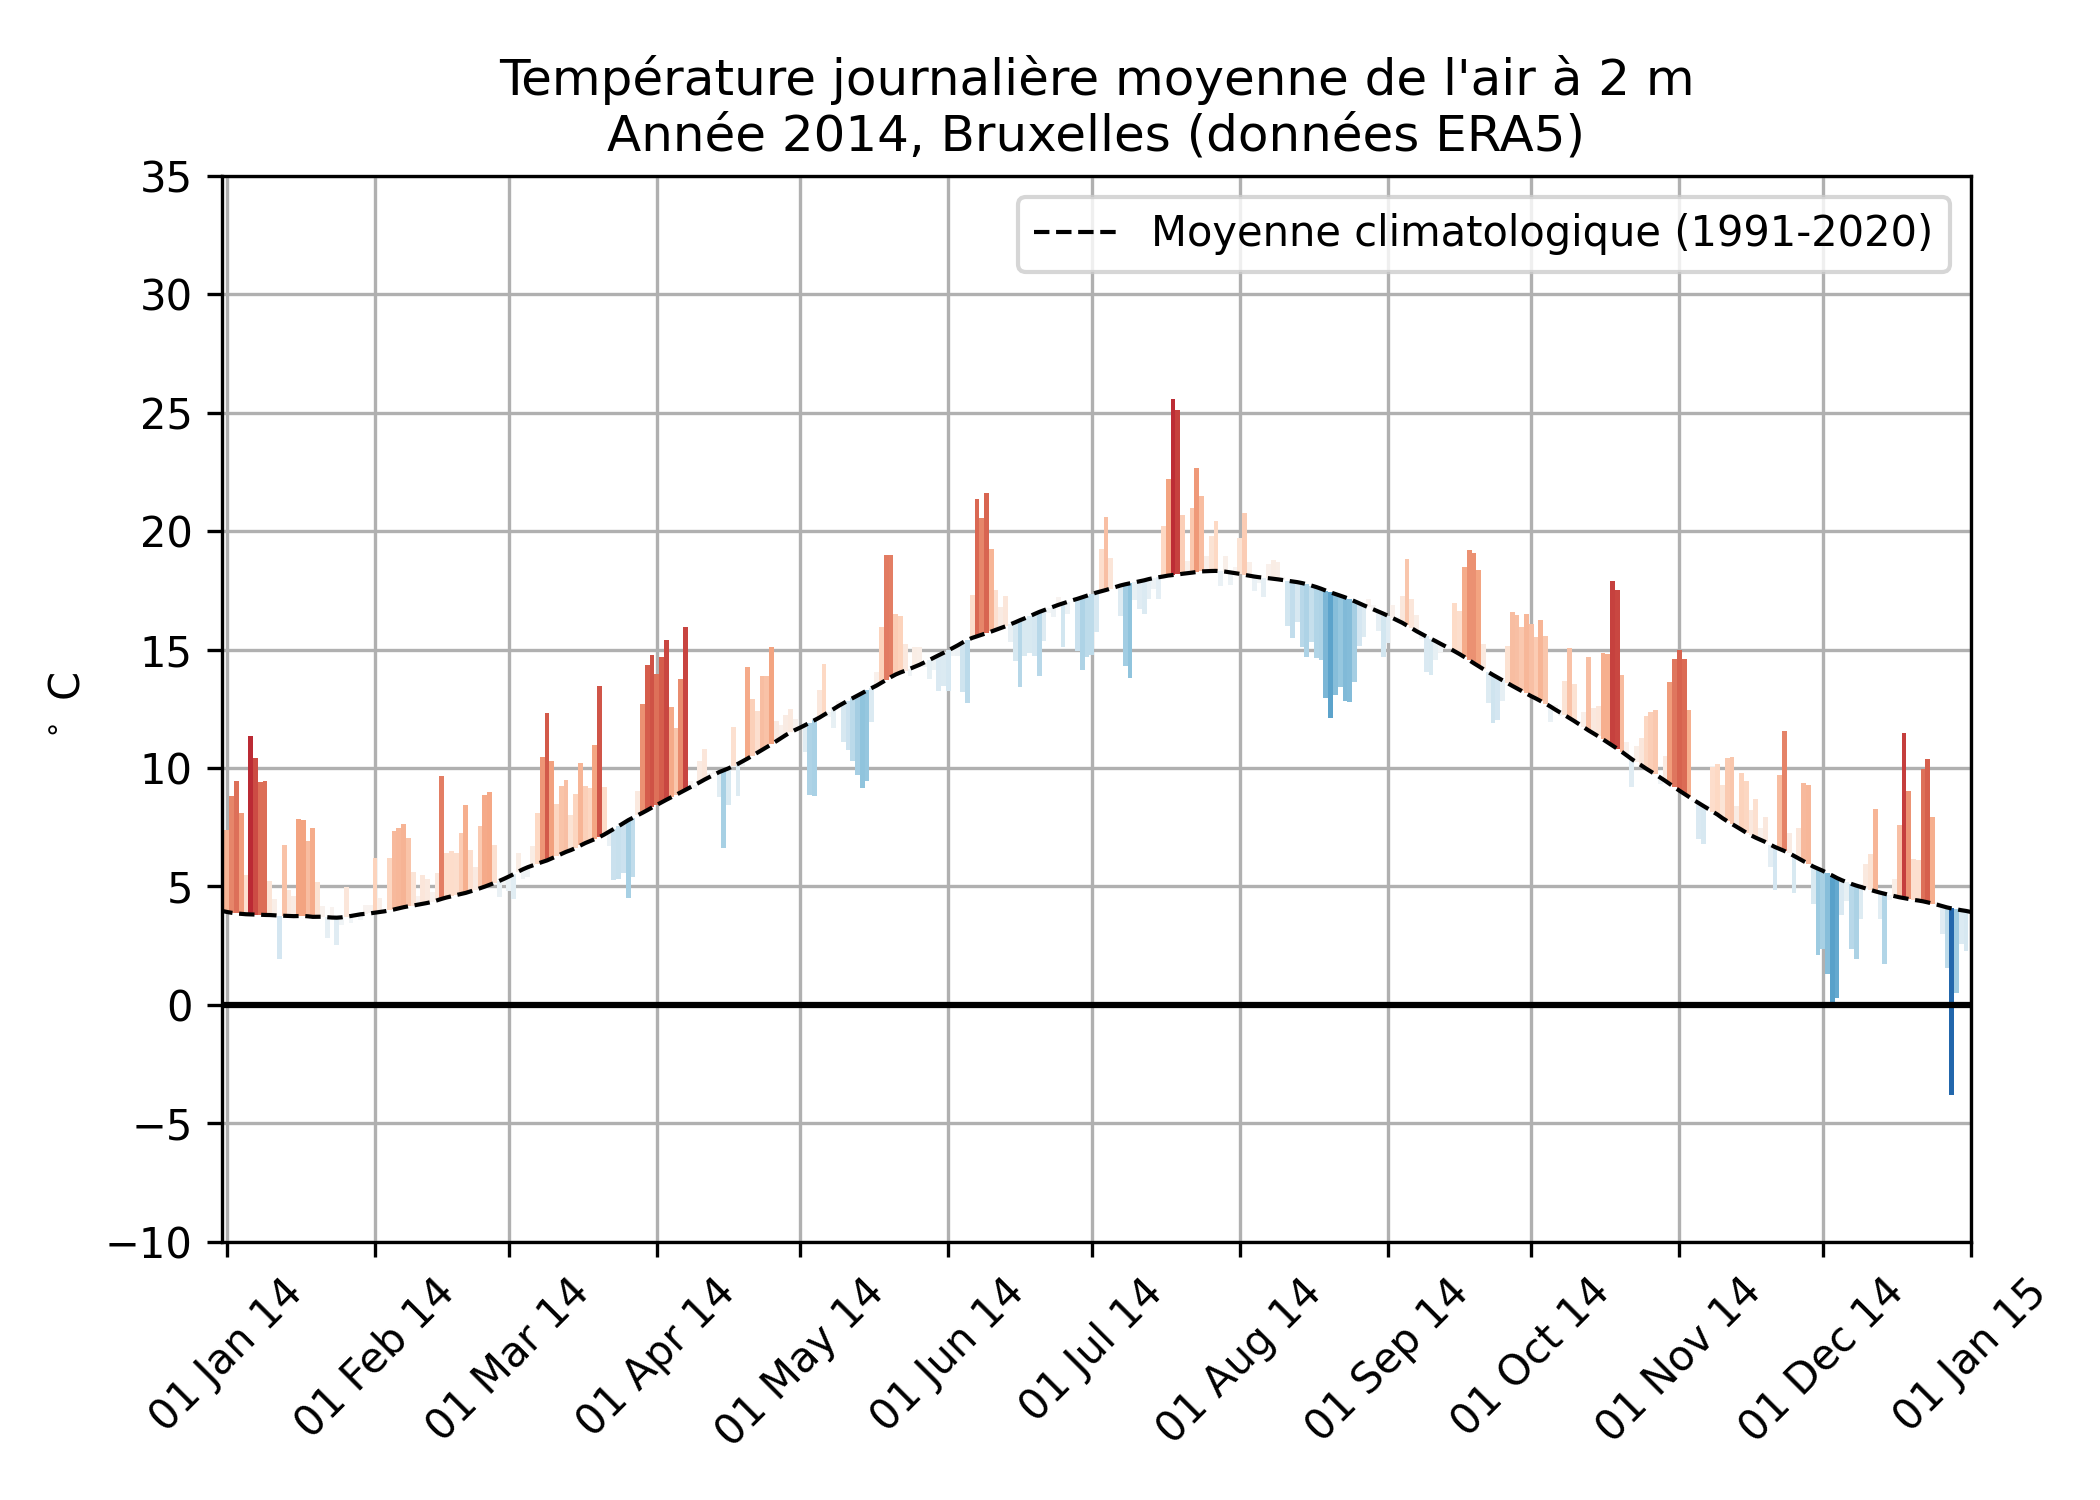 Température journalière moyenne de l'air à 2 m
Année 2014, Bruxelles (données ERA5)
Moyenne climatologique (1991-2020)
° C
35
30
25
20
15
10
5
0
−5
−10
01 Jan 14
01 Feb 14
01 Mar 14
01 Apr 14
01 May 14
01 Jun 14
01 Jul 14
01 Aug 14
01 Sep 14
01 Oct 14
01 Nov 14
01 Dec 14
01 Jan 15